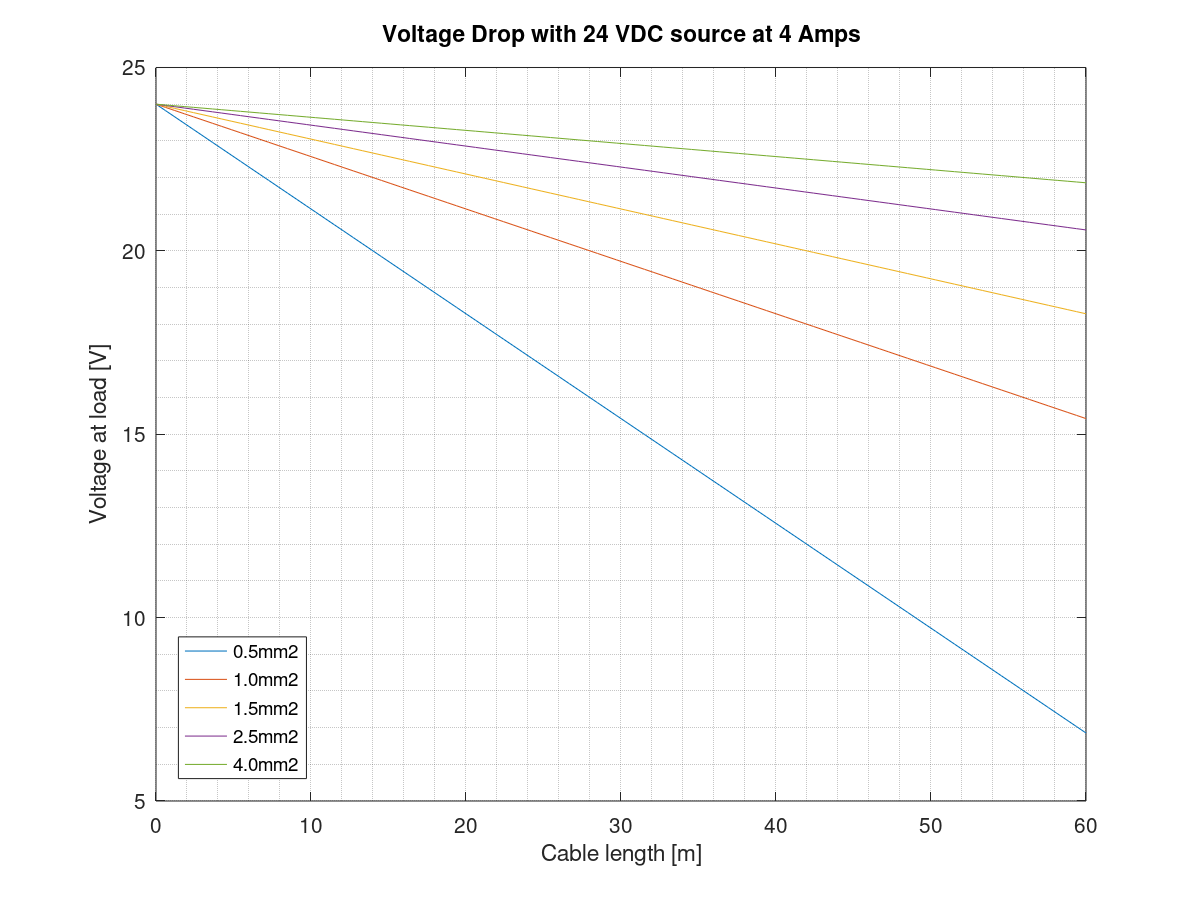 Voltage Drop with 24 VDC source at 4 Amps
25
20
15
10
5
Voltage at load [V]
0.5mm2
1.0mm2
1.5mm2
2.5mm2
4.0mm2
0 10 20 30 40 50 60
Cable length [m]